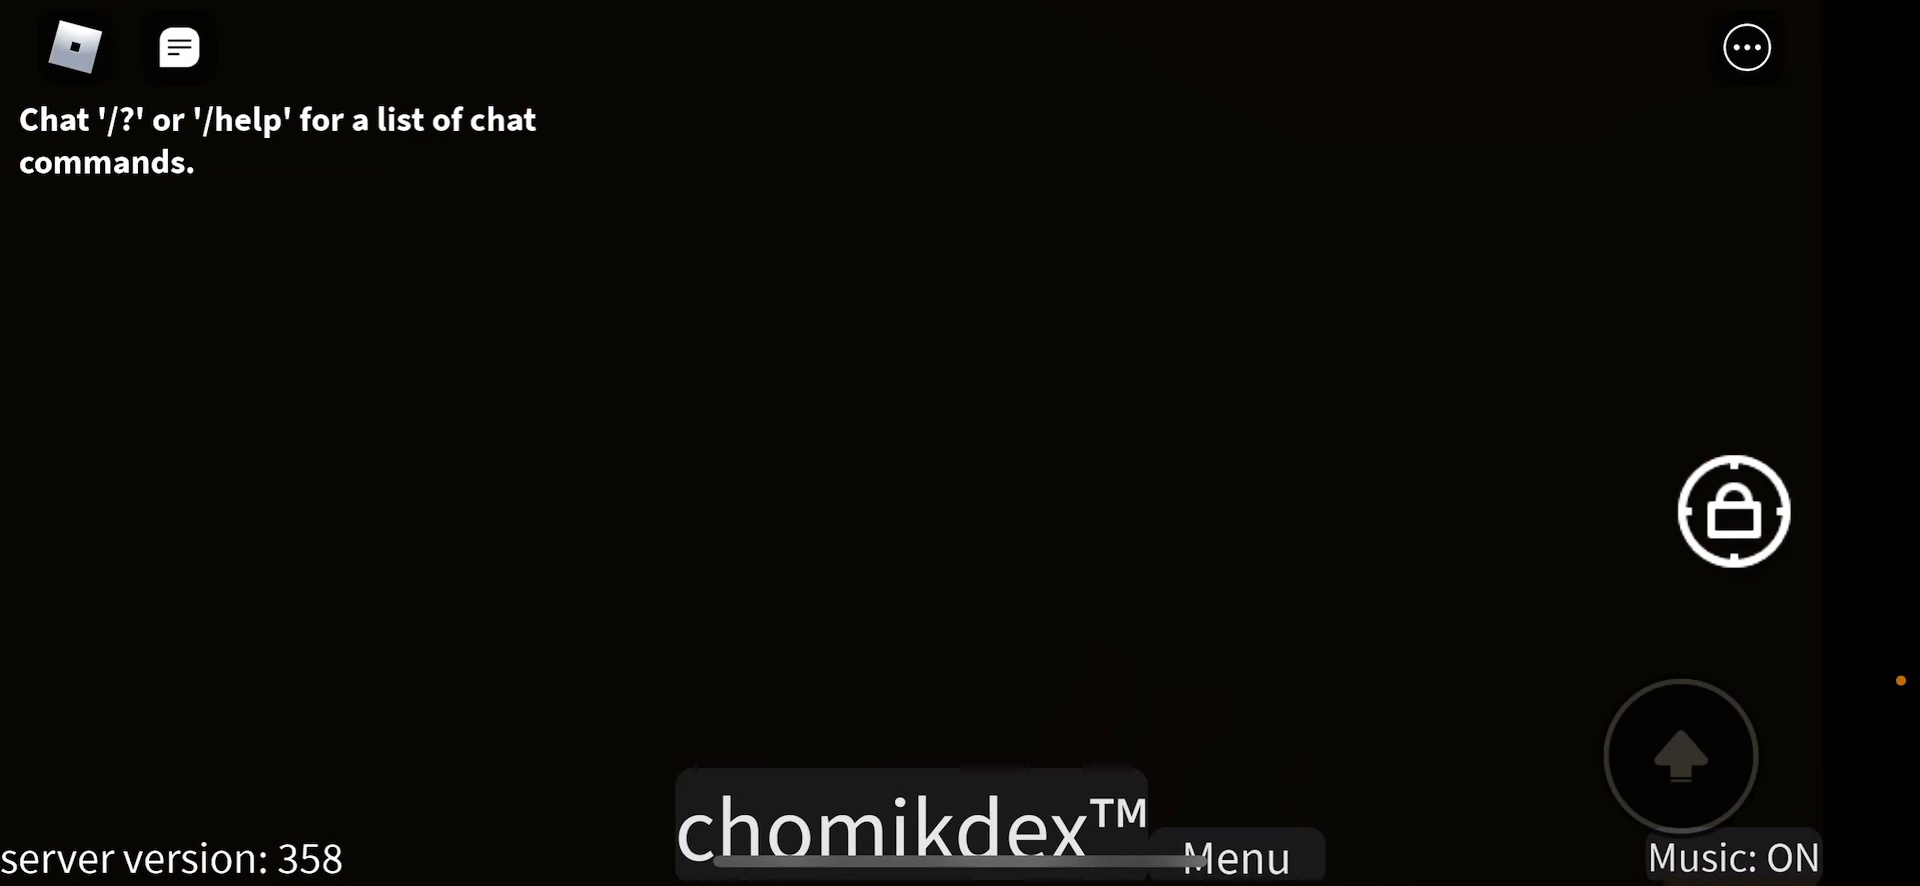 Chat '/?' or '/help' for a list of chat
commands.
chomikdex™
server version: 358
Menu
Music: ON